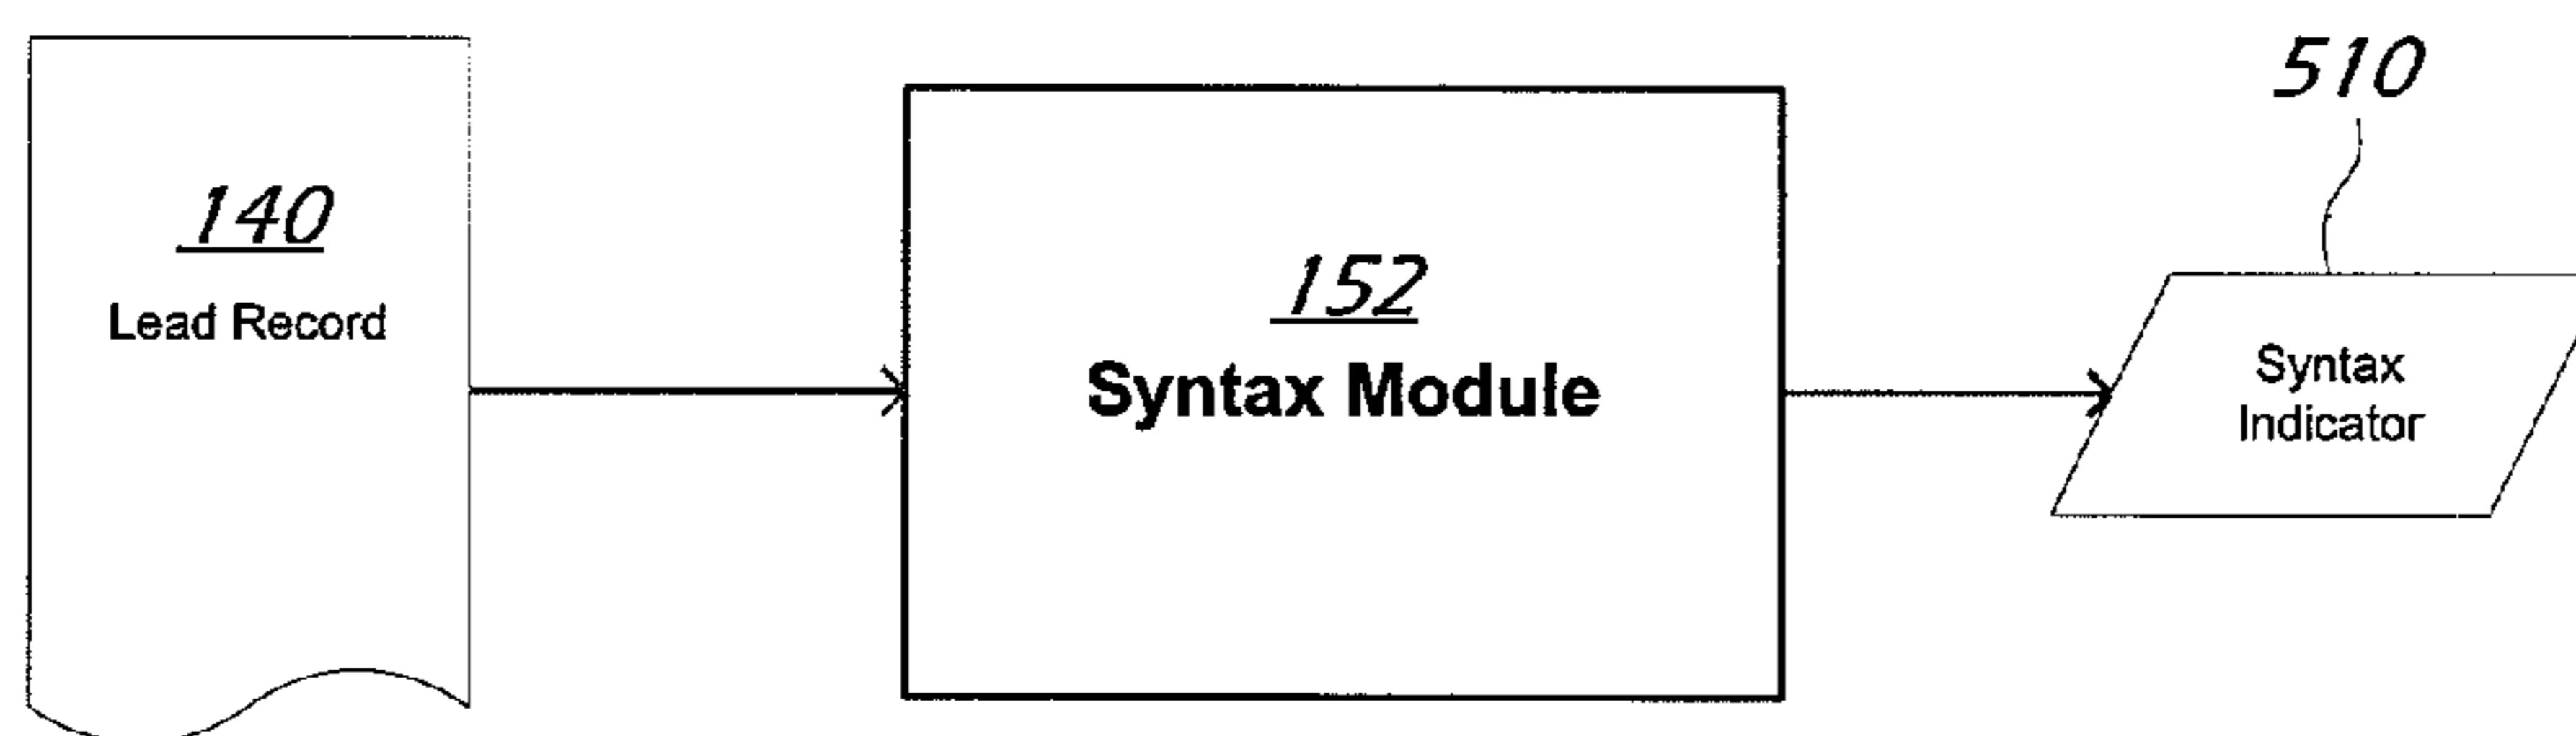 140
Lead Record
152
Syntax Module
510
Syntax
Indicator